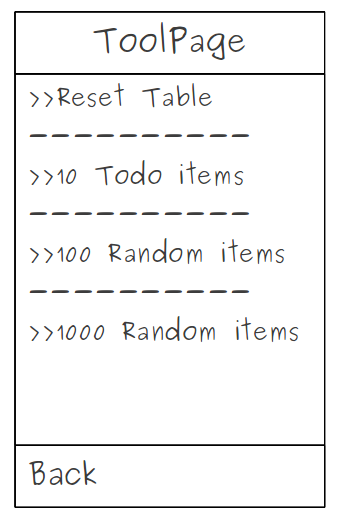 ToolPage
>>Reset Table
----------
>>10 Todo items
----------
>>100 Random items
----------
>>1000 Random items
Back